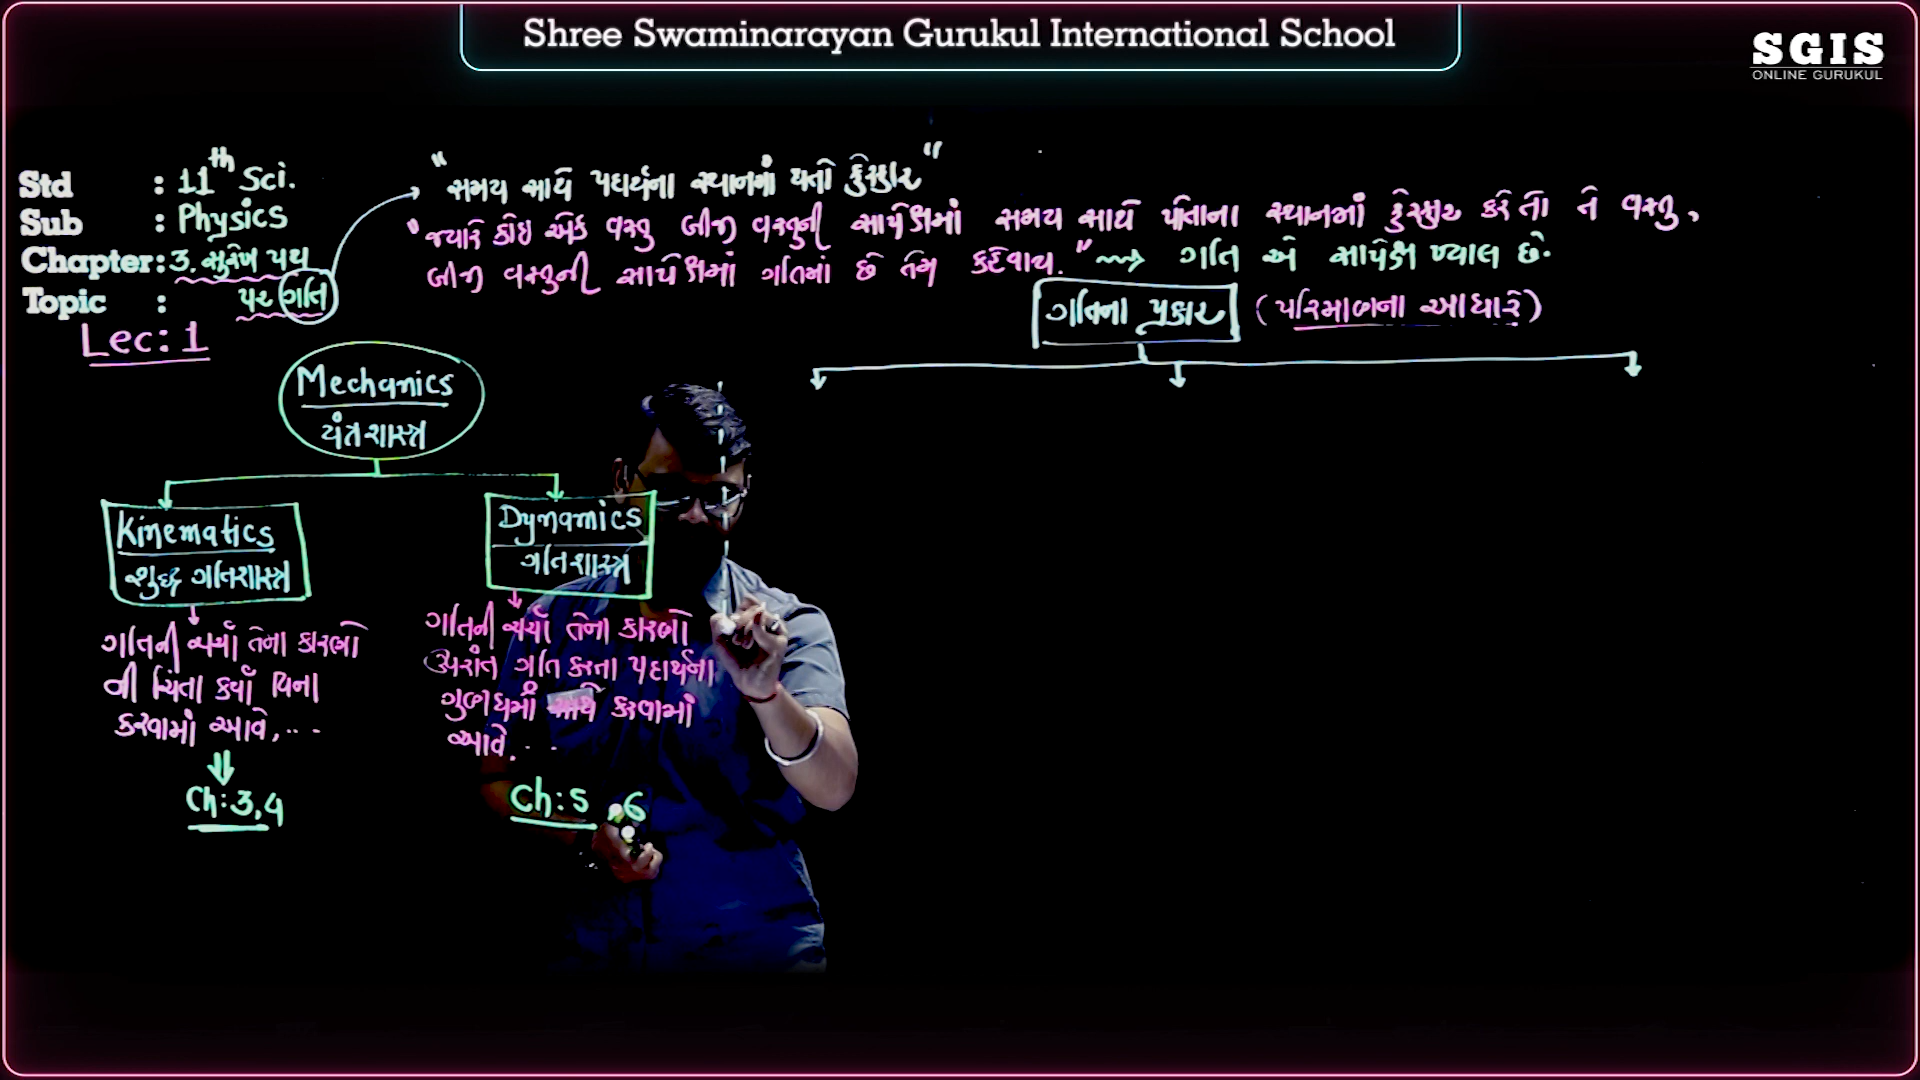 Shree Swaminarayan Gurukul International School
SGIS
ONLINE GURUKUL
Std : 11th Sci.
Sub : Physics
Chapter: 3. સુરેખ પથ
Topic : પર ગતિ
Lec: 1
"સમય સાથે પદાર્થના સ્થાનમાં થતો ફેરફાર"
"જ્યારે કોઇ એક વસ્તુ બીજી વસ્તુની સાપેક્ષમાં સમય સાથે પોતાના સ્થાનમાં ફેરફાર કરે તો તે વસ્તુ,
બીજી વસ્તુની સાપેક્ષમાં ગતિમાં છે તેમ કહેવાય." ગતિ એ સાપેક્ષ ખ્યાલ છે.
ગતિના પ્રકાર (પરિમાણના આધારે)
Mechanics
યંત્રશાસ્ત્ર
Kinematics
શુદ્ધ ગતિશાસ્ત્ર
ગતિની ચર્ચા તેના કારણો
ની ચિંતા કર્યા વિના
કરવામાં આવે,...
Ch: 3,4
Dynamics
ગતિશાસ્ત્ર
ગતિની ચર્ચા તેના કારણો
ઉપરાંત ગતિ કરતા પદાર્થના
ગુણધર્મો સાથે કરવામાં
આવે. ...
Ch: 5 ,6